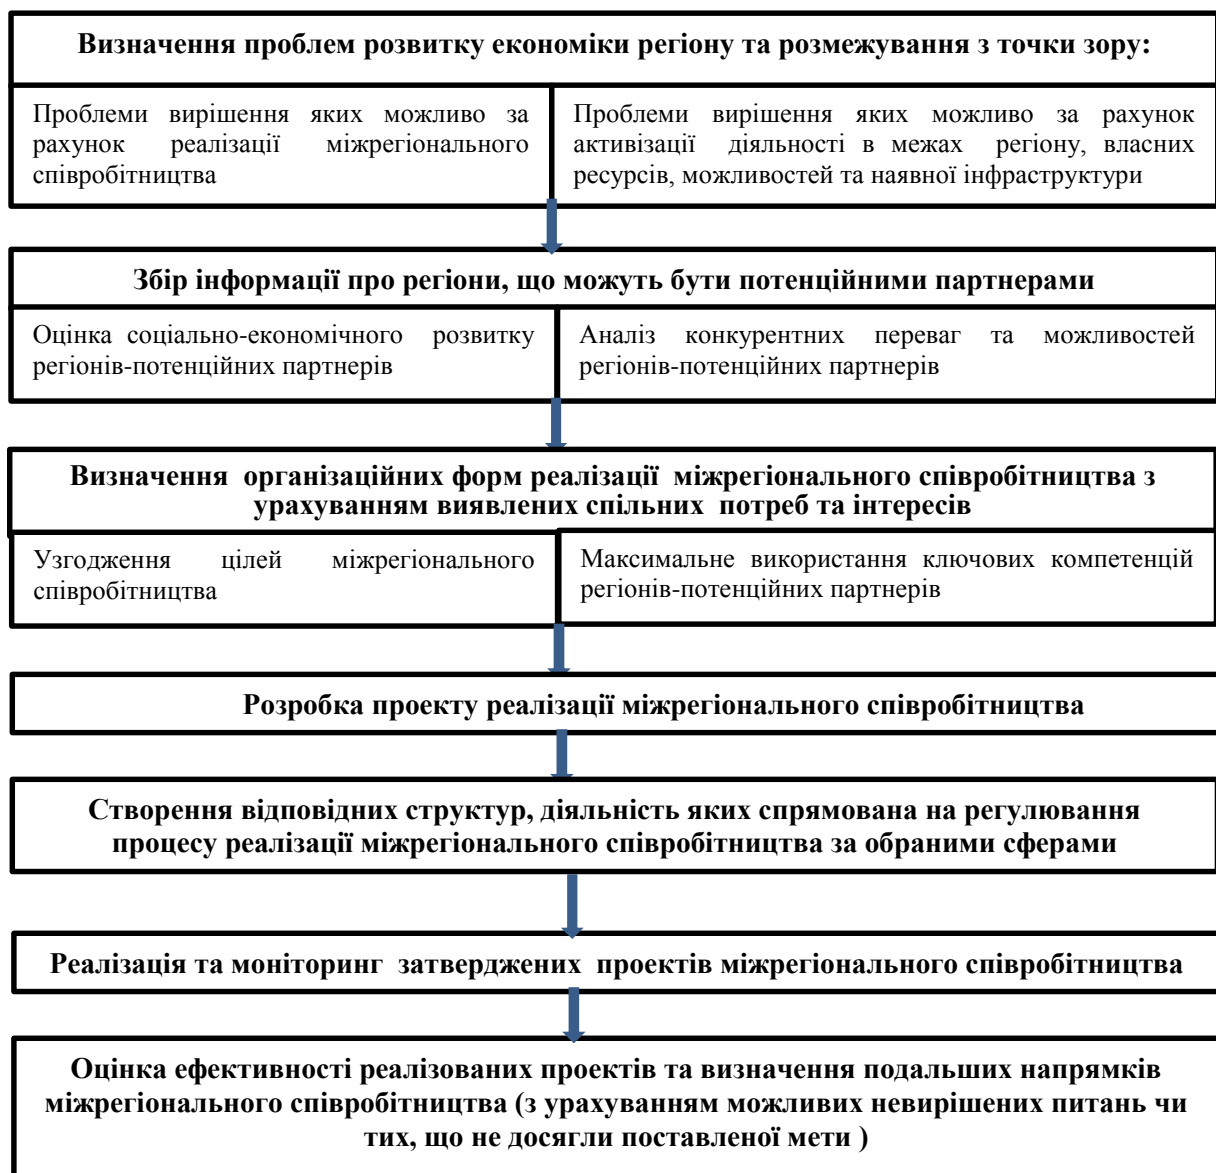 Визначення проблем розвитку економіки регіону та розмежування з точки зору:
Проблеми вирішення яких можливо за
рахунок реалізації міжрегіонального
співробітництва
Проблеми вирішення яких можливо за рахунок
активізації діяльності в межах регіону, власних
ресурсів, можливостей та наявної інфраструктури
Збір інформації про регіони, що можуть бути потенційними партнерами
Оцінка соціально-економічного розвитку
регіонів-потенційних партнерів
Аналіз конкурентних переваг та можливостей
регіонів-потенційних партнерів
Визначення організаційних форм реалізації міжрегіонального співробітництва з
урахуванням виявлених спільних потреб та інтересів
Узгодження цілей міжрегіонального
співробітництва
Максимальне використання ключових компетенцій
регіонів-потенційних партнерів
Розробка проекту реалізації міжрегіонального співробітництва
Створення відповідних структур, діяльність яких спрямована на регулювання
процесу реалізації міжрегіонального співробітництва за обраними сферами
Реалізація та моніторинг затверджених проектів міжрегіонального співробітництва
Оцінка ефективності реалізованих проектів та визначення подальших напрямків
міжрегіонального співробітництва (з урахуванням можливих невирішених питань чи
тих, що не досягли поставленої мети )